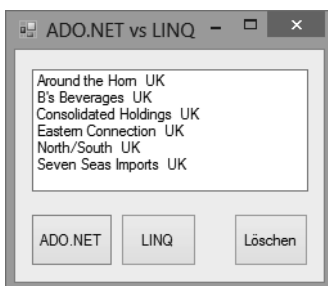 ADO.NET vs LINQ
Around the Horn UK
B's Beverages UK
Consolidated Holdings UK
Eastern Connection UK
North/South UK
Seven Seas Imports UK
ADO.NET LINQ Löschen